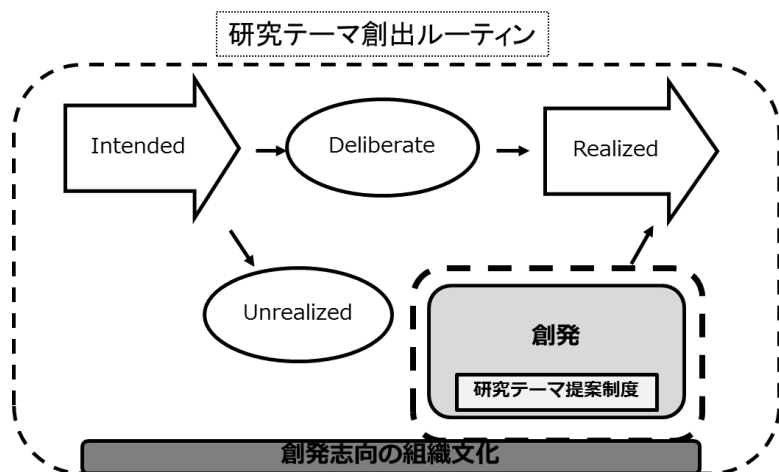 研究テーマ創出ルーティン
Intended
Deliberate
Realized
Unrealized
創発
研究テーマ提案制度
創発志向の組織文化